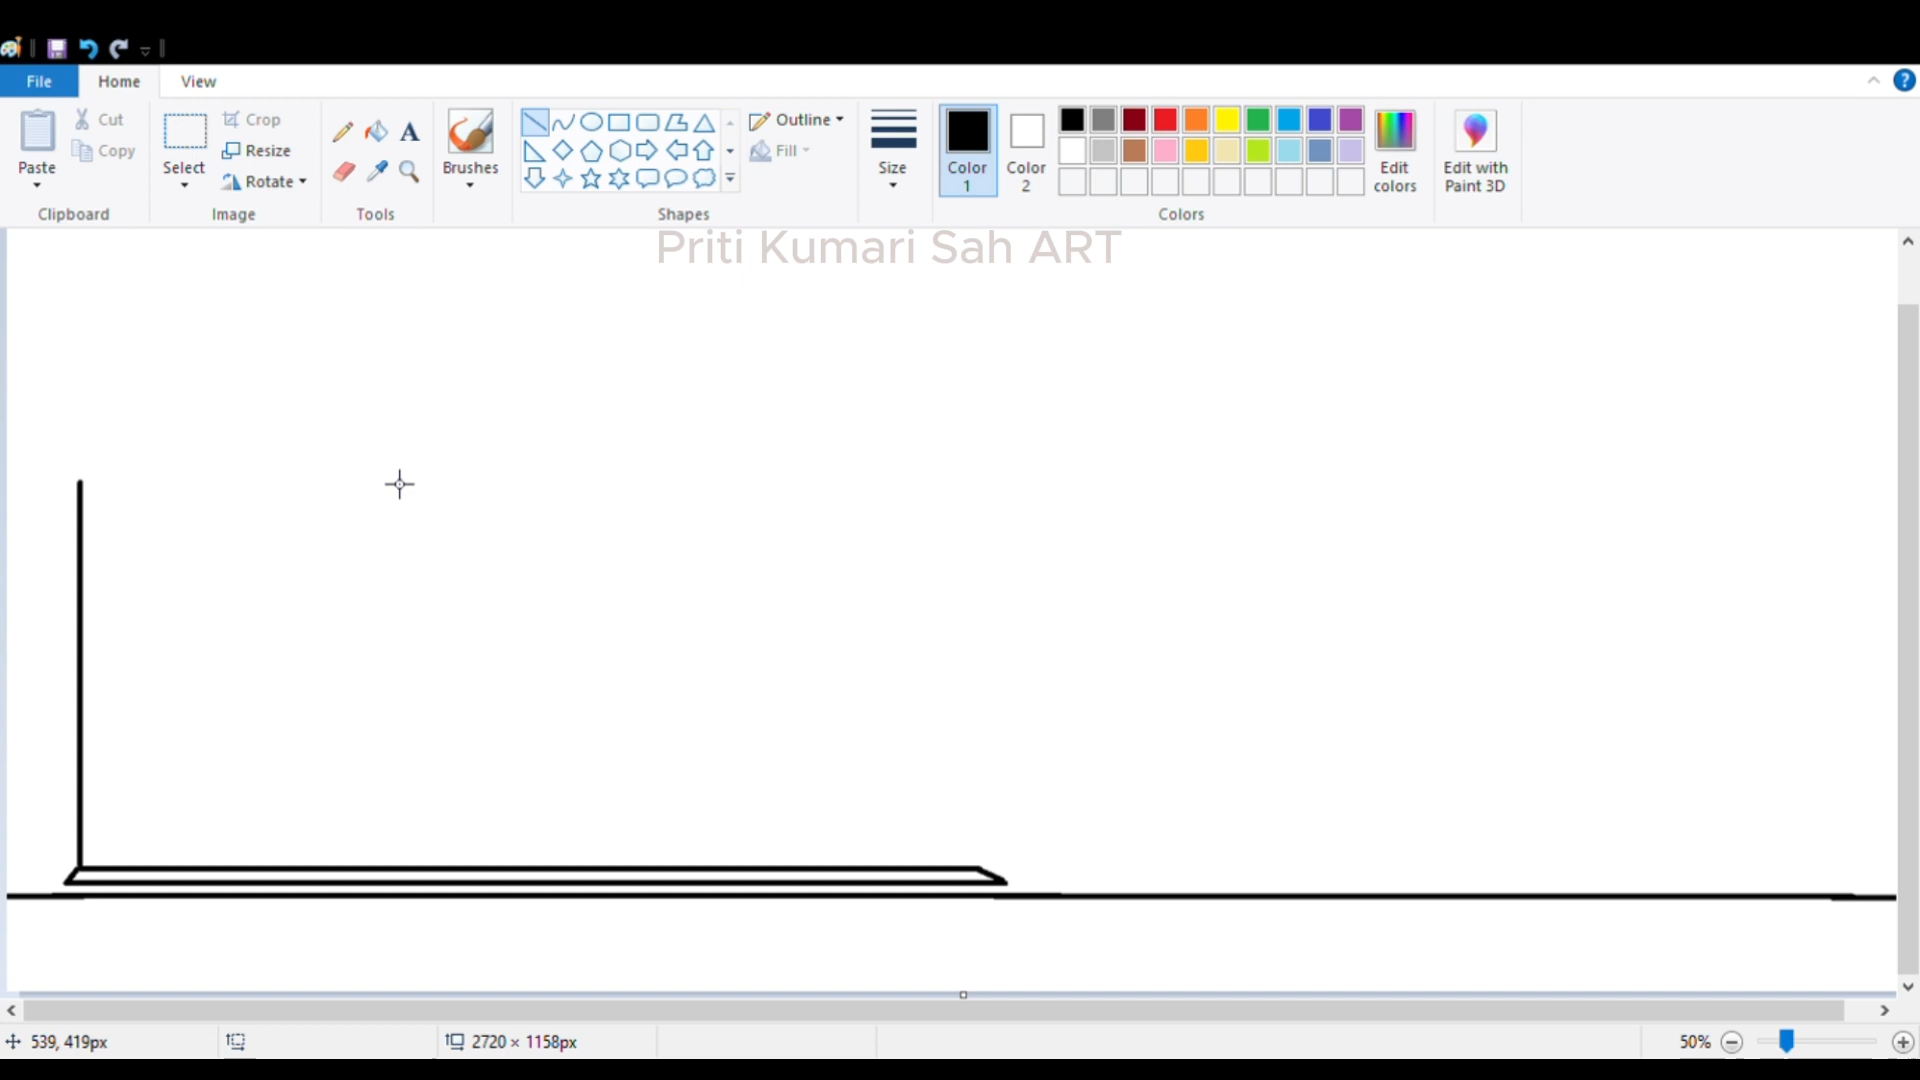 File Home View
Paste Cut Copy Select Crop Resize Rotate A Brushes Outline Fill Size Color 1 Color 2 Edit colors Edit with Paint 3D
Clipboard Image Tools Shapes Colors
Priti Kumari Sah ART
539, 419px 2720 × 1158px 50%